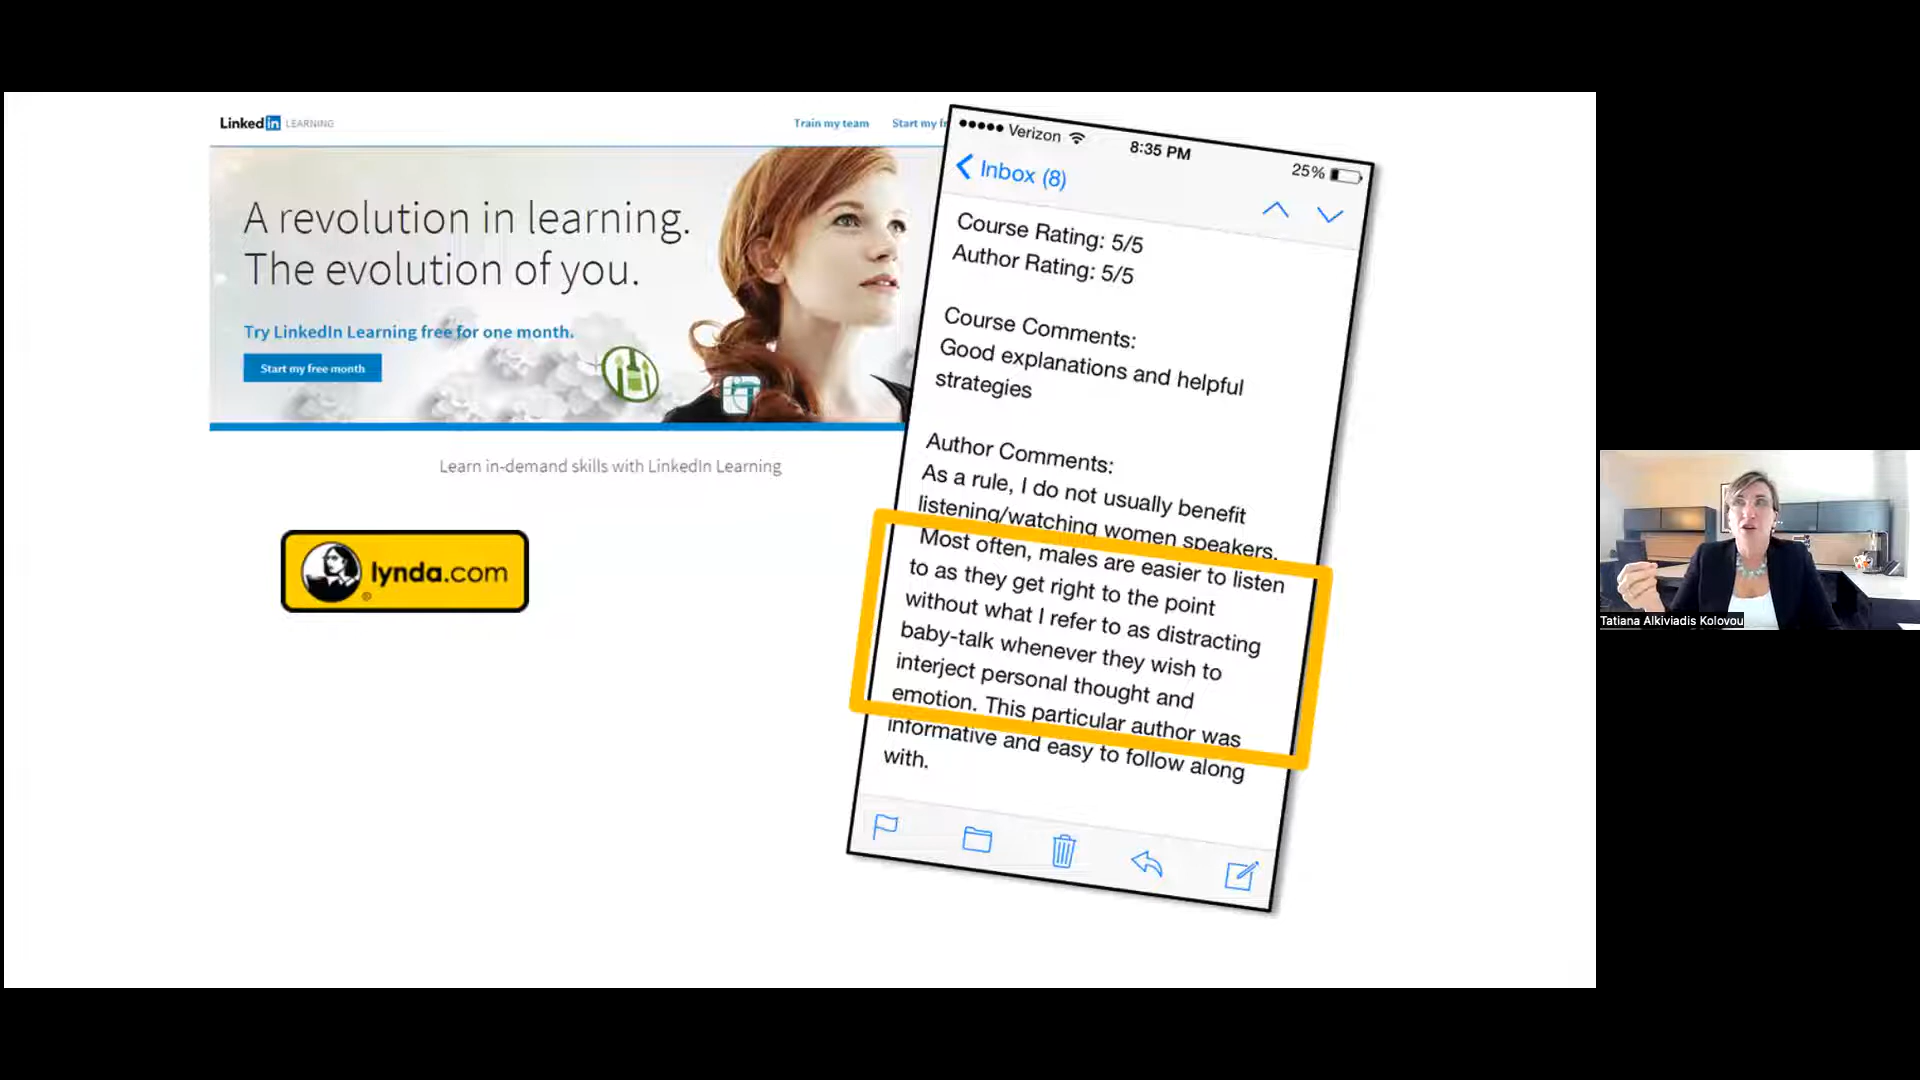 Linked in LEARNING
Train my team
Start my fr
A revolution in learning.
The evolution of you.
Try LinkedIn Learning free for one month.
Start my free month
Learn in-demand skills with LinkedIn Learning
lynda.com
®
Verizon
8:35 PM
25%
Inbox (8)
Course Rating: 5/5
Author Rating: 5/5
Course Comments:
Good explanations and helpful
strategies
Author Comments:
As a rule, I do not usually benefit
listening/watching women speakers.
Most often, males are easier to listen
to as they get right to the point
without what I refer to as distracting
baby-talk whenever they wish to
interject personal thought and
emotion. This particular author was
informative and easy to follow along
with.
Tatiana Alkiviadis Kolovou